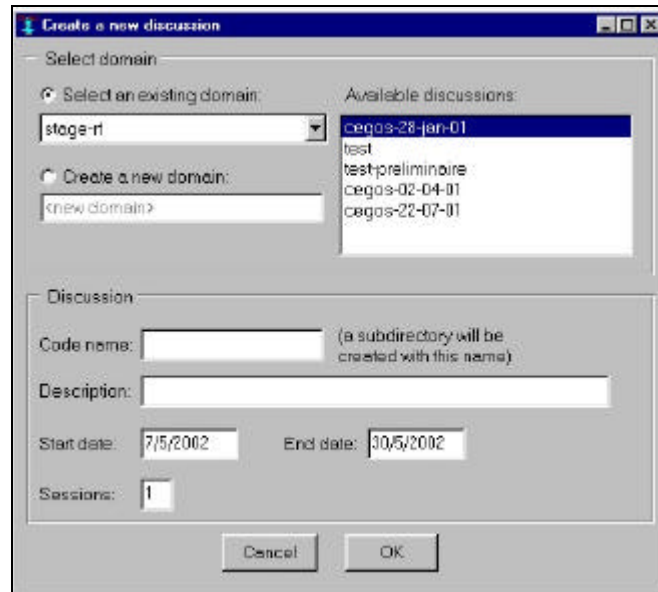 Create a new discussion
Select domain
Select an existing domain:
stage-rt
Create a new domain:
<new domain>
Available discussions:
cegos-28-jan-01
test
test-preliminaire
cegos-02-04-01
cegos-22-07-01
Discussion
Code name:
(a subdirectory will be
created with this name)
Description:
Start date: 7/5/2002 End date: 30/5/2002
Sessions: 1
Cancel OK